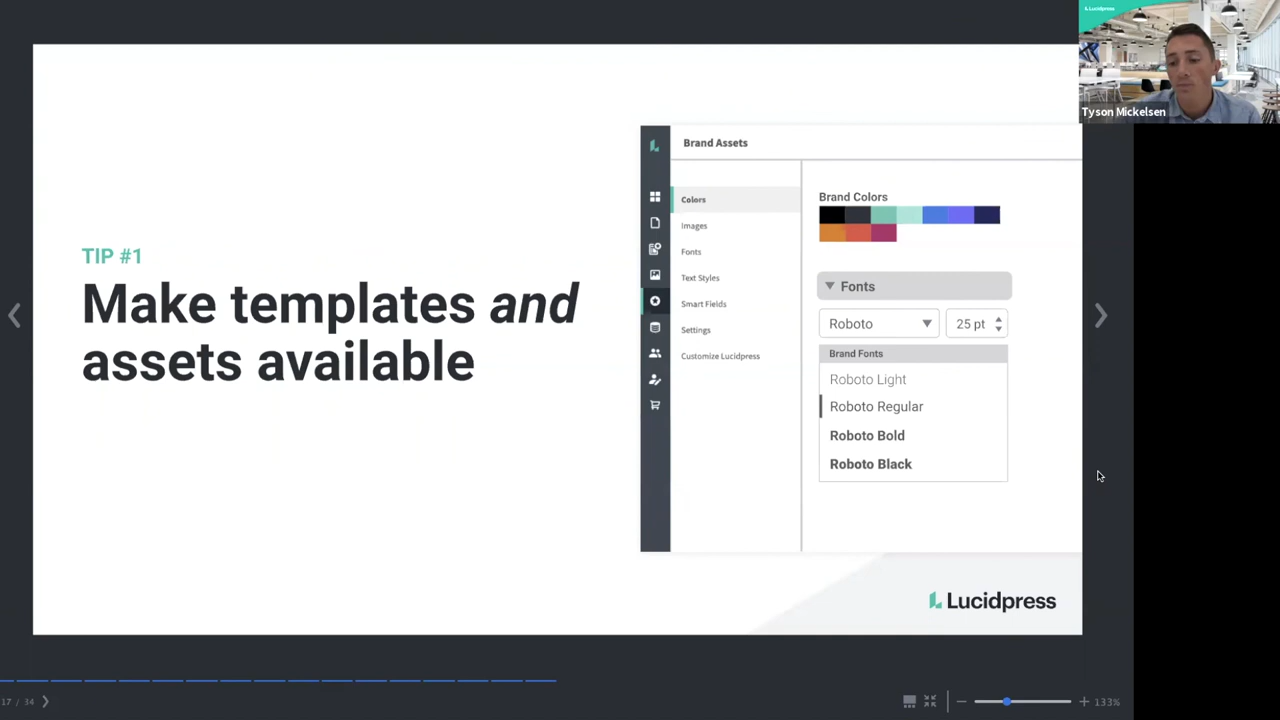 Lucidpress
Tyson Mickelsen
TIP #1
Make templates and
assets available
Brand Assets
Colors
Images
Fonts
Text Styles
Smart Fields
Settings
Customize Lucidpress
Brand Colors
Fonts
Roboto
25 pt
Brand Fonts
Roboto Light
Roboto Regular
Roboto Bold
Roboto Black
Lucidpress
17 / 34
133%